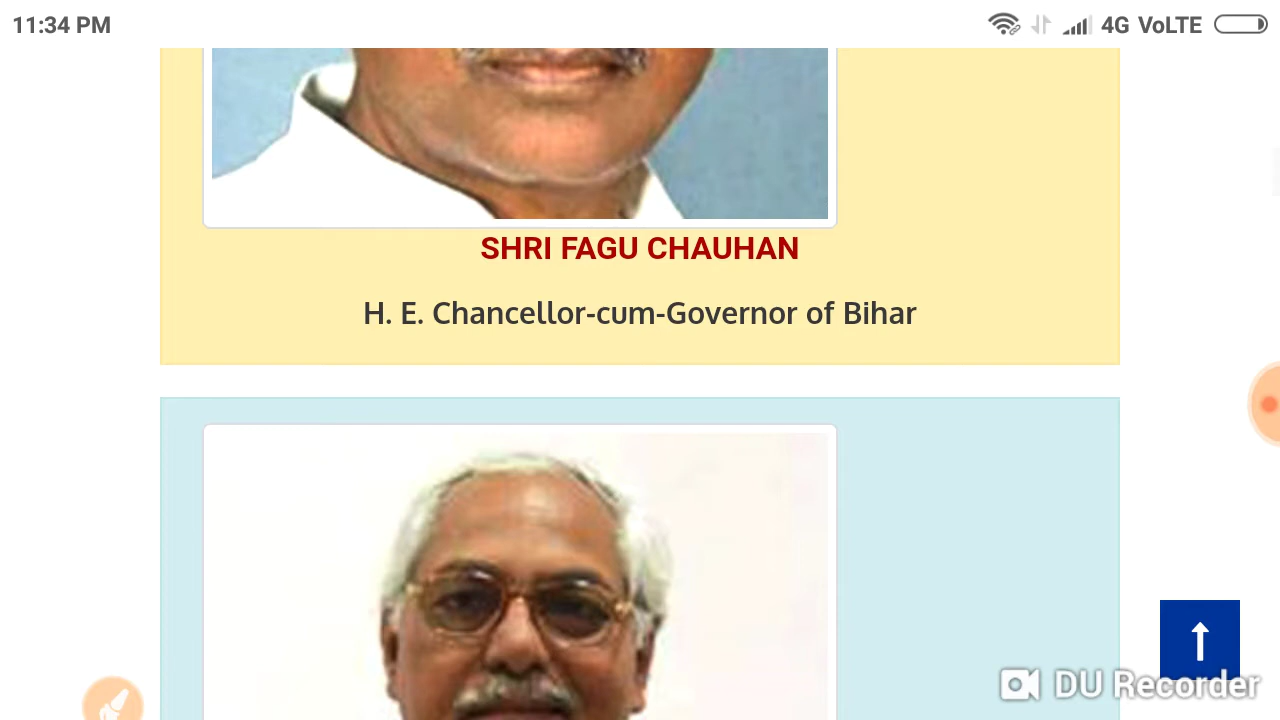 11:34 PM 4G VoLTE
SHRI FAGU CHAUHAN
H. E. Chancellor-cum-Governor of Bihar
DU Recorder